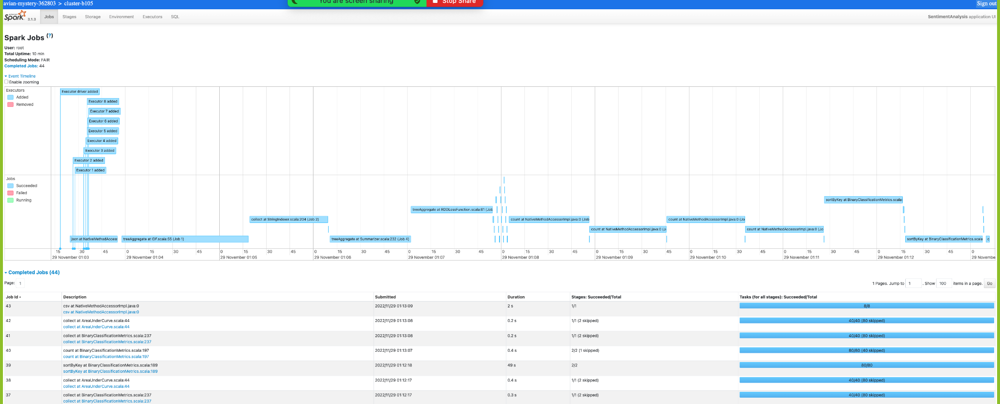 avian-mystery-362803 > cluster-b105
You are screen sharing
Stop Share
Sign out
APACHE Spark 3.1.3
Jobs Stages Storage Environment Executors SQL
SentimentAnalysis application UI
Spark Jobs (?)
User: root
Total Uptime: 10 min
Scheduling Mode: FAIR
Completed Jobs: 44
Event Timeline
Enable zooming
Executors
Added
Removed
Executor driver added
Executor 8 added
Executor 7 added
Executor 6 added
Executor 5 added
Executor 4 added
Executor 3 added
Executor 2 added
Executor 1 added
Jobs
Succeeded
Failed
Running
sortByKey at BinaryClassificationMetrics.scala:
treeAggregate at RDDLossFunction.scala:61 (Job
collect at StringIndexer.scala:204 (Job 2)
count at NativeMethodAccessorImpl.java:0 (Job
count at NativeMethodAccessorImpl.java:0 (Jo
count at NativeMethodAccessorImpl.java:0 (J
count at NativeMethodAccessorImpl.java:0 (Jo
json at NativeMethodAccess
treeAggregate at IDF.scala:55 (Job 1)
treeAggregate at Summarizer.scala:232 (Job 4)
sortByKey at BinaryClassificationMetrics.scala
c
15 30 45 0 15 30 45 0 15 30 45 0 15 30 45 0 15 30 45 0 15 30 45 0 15 30 45 0 15 30 45 0 15 30 45 0 15 30 45 0
29 November 01:03 29 November 01:04 29 November 01:05 29 November 01:06 29 November 01:07 29 November 01:08 29 November 01:09 29 November 01:10 29 November 01:11 29 November 01:12 29 Novembe
Completed Jobs (44)
Page: 1
1 Pages. Jump to 1 . Show 100 items in a page. Go
Job Id Description Submitted Duration Stages: Succeeded/Total Tasks (for all stages): Succeeded/Total
43 csv at NativeMethodAccessorImpl.java:0 2022/11/29 01:13:09 2 s 1/1 8/8
csv at NativeMethodAccessorImpl.java:0
42 collect at AreaUnderCurve.scala:44 2022/11/29 01:13:08 0.2 s 1/1 (2 skipped) 40/40 (80 skipped)
collect at AreaUnderCurve.scala:44
41 collect at BinaryClassificationMetrics.scala:237 2022/11/29 01:13:08 0.2 s 1/1 (2 skipped) 40/40 (80 skipped)
collect at BinaryClassificationMetrics.scala:237
40 count at BinaryClassificationMetrics.scala:197 2022/11/29 01:13:07 0.4 s 2/2 (1 skipped) 80/80 (40 skipped)
count at BinaryClassificationMetrics.scala:197
39 sortByKey at BinaryClassificationMetrics.scala:189 2022/11/29 01:12:18 49 s 2/2 80/80
sortByKey at BinaryClassificationMetrics.scala:189
38 collect at AreaUnderCurve.scala:44 2022/11/29 01:12:17 0.4 s 1/1 (2 skipped) 40/40 (80 skipped)
collect at AreaUnderCurve.scala:44
37 collect at BinaryClassificationMetrics.scala:237 2022/11/29 01:12:17 0.3 s 1/1 (2 skipped) 40/40 (80 skipped)
collect at BinaryClassificationMetrics.scala:237